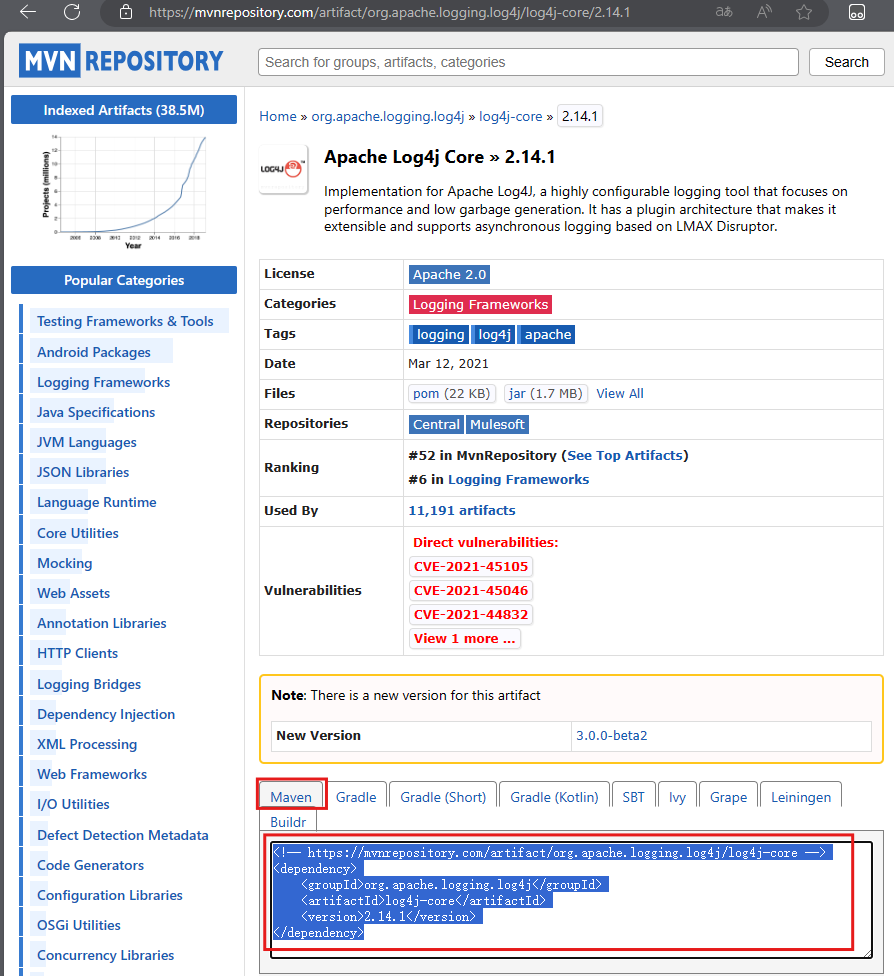 https://mvnrepository.com/artifact/org.apache.logging.log4j/log4j-core/2.14.1
MVN REPOSITORY
Search for groups, artifacts, categories
Search
Indexed Artifacts (38.5M)
Projects (millions)
Year
Popular Categories
Testing Frameworks & Tools
Android Packages
Logging Frameworks
Java Specifications
JVM Languages
JSON Libraries
Language Runtime
Core Utilities
Mocking
Web Assets
Annotation Libraries
HTTP Clients
Logging Bridges
Dependency Injection
XML Processing
Web Frameworks
I/O Utilities
Defect Detection Metadata
Code Generators
Configuration Libraries
OSGi Utilities
Concurrency Libraries
Home » org.apache.logging.log4j » log4j-core » 2.14.1
LOG4J
Apache Log4j Core » 2.14.1
Implementation for Apache Log4J, a highly configurable logging tool that focuses on
performance and low garbage generation. It has a plugin architecture that makes it
extensible and supports asynchronous logging based on LMAX Disruptor.
License Apache 2.0
Categories Logging Frameworks
Tags logging log4j apache
Date Mar 12, 2021
Files pom (22 KB) jar (1.7 MB) View All
Repositories Central Mulesoft
Ranking #52 in MvnRepository (See Top Artifacts)
#6 in Logging Frameworks
Used By 11,191 artifacts
Vulnerabilities Direct vulnerabilities:
CVE-2021-45105
CVE-2021-45046
CVE-2021-44832
View 1 more ...
Note: There is a new version for this artifact
New Version 3.0.0-beta2
Maven Gradle Gradle (Short) Gradle (Kotlin) SBT Ivy Grape Leiningen
Buildr
<!-- https://mvnrepository.com/artifact/org.apache.logging.log4j/log4j-core -->
<dependency>
<groupId>org.apache.logging.log4j</groupId>
<artifactId>log4j-core</artifactId>
<version>2.14.1</version>
</dependency>